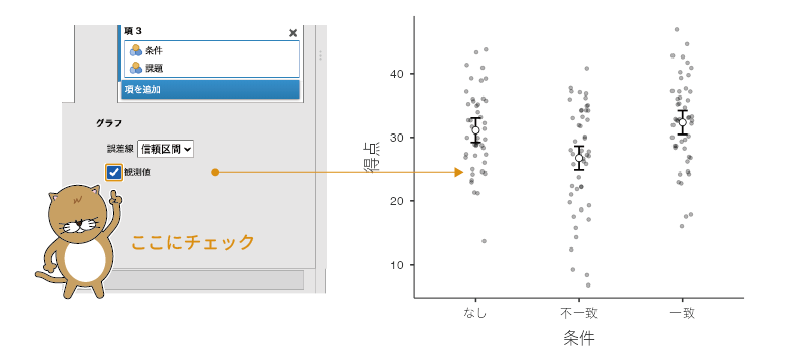 項 3
条件
課題
項を追加
グラフ
誤差線 信頼区間
観測値
ここにチェック
得点
40
30
20
10
なし 不一致 一致
条件